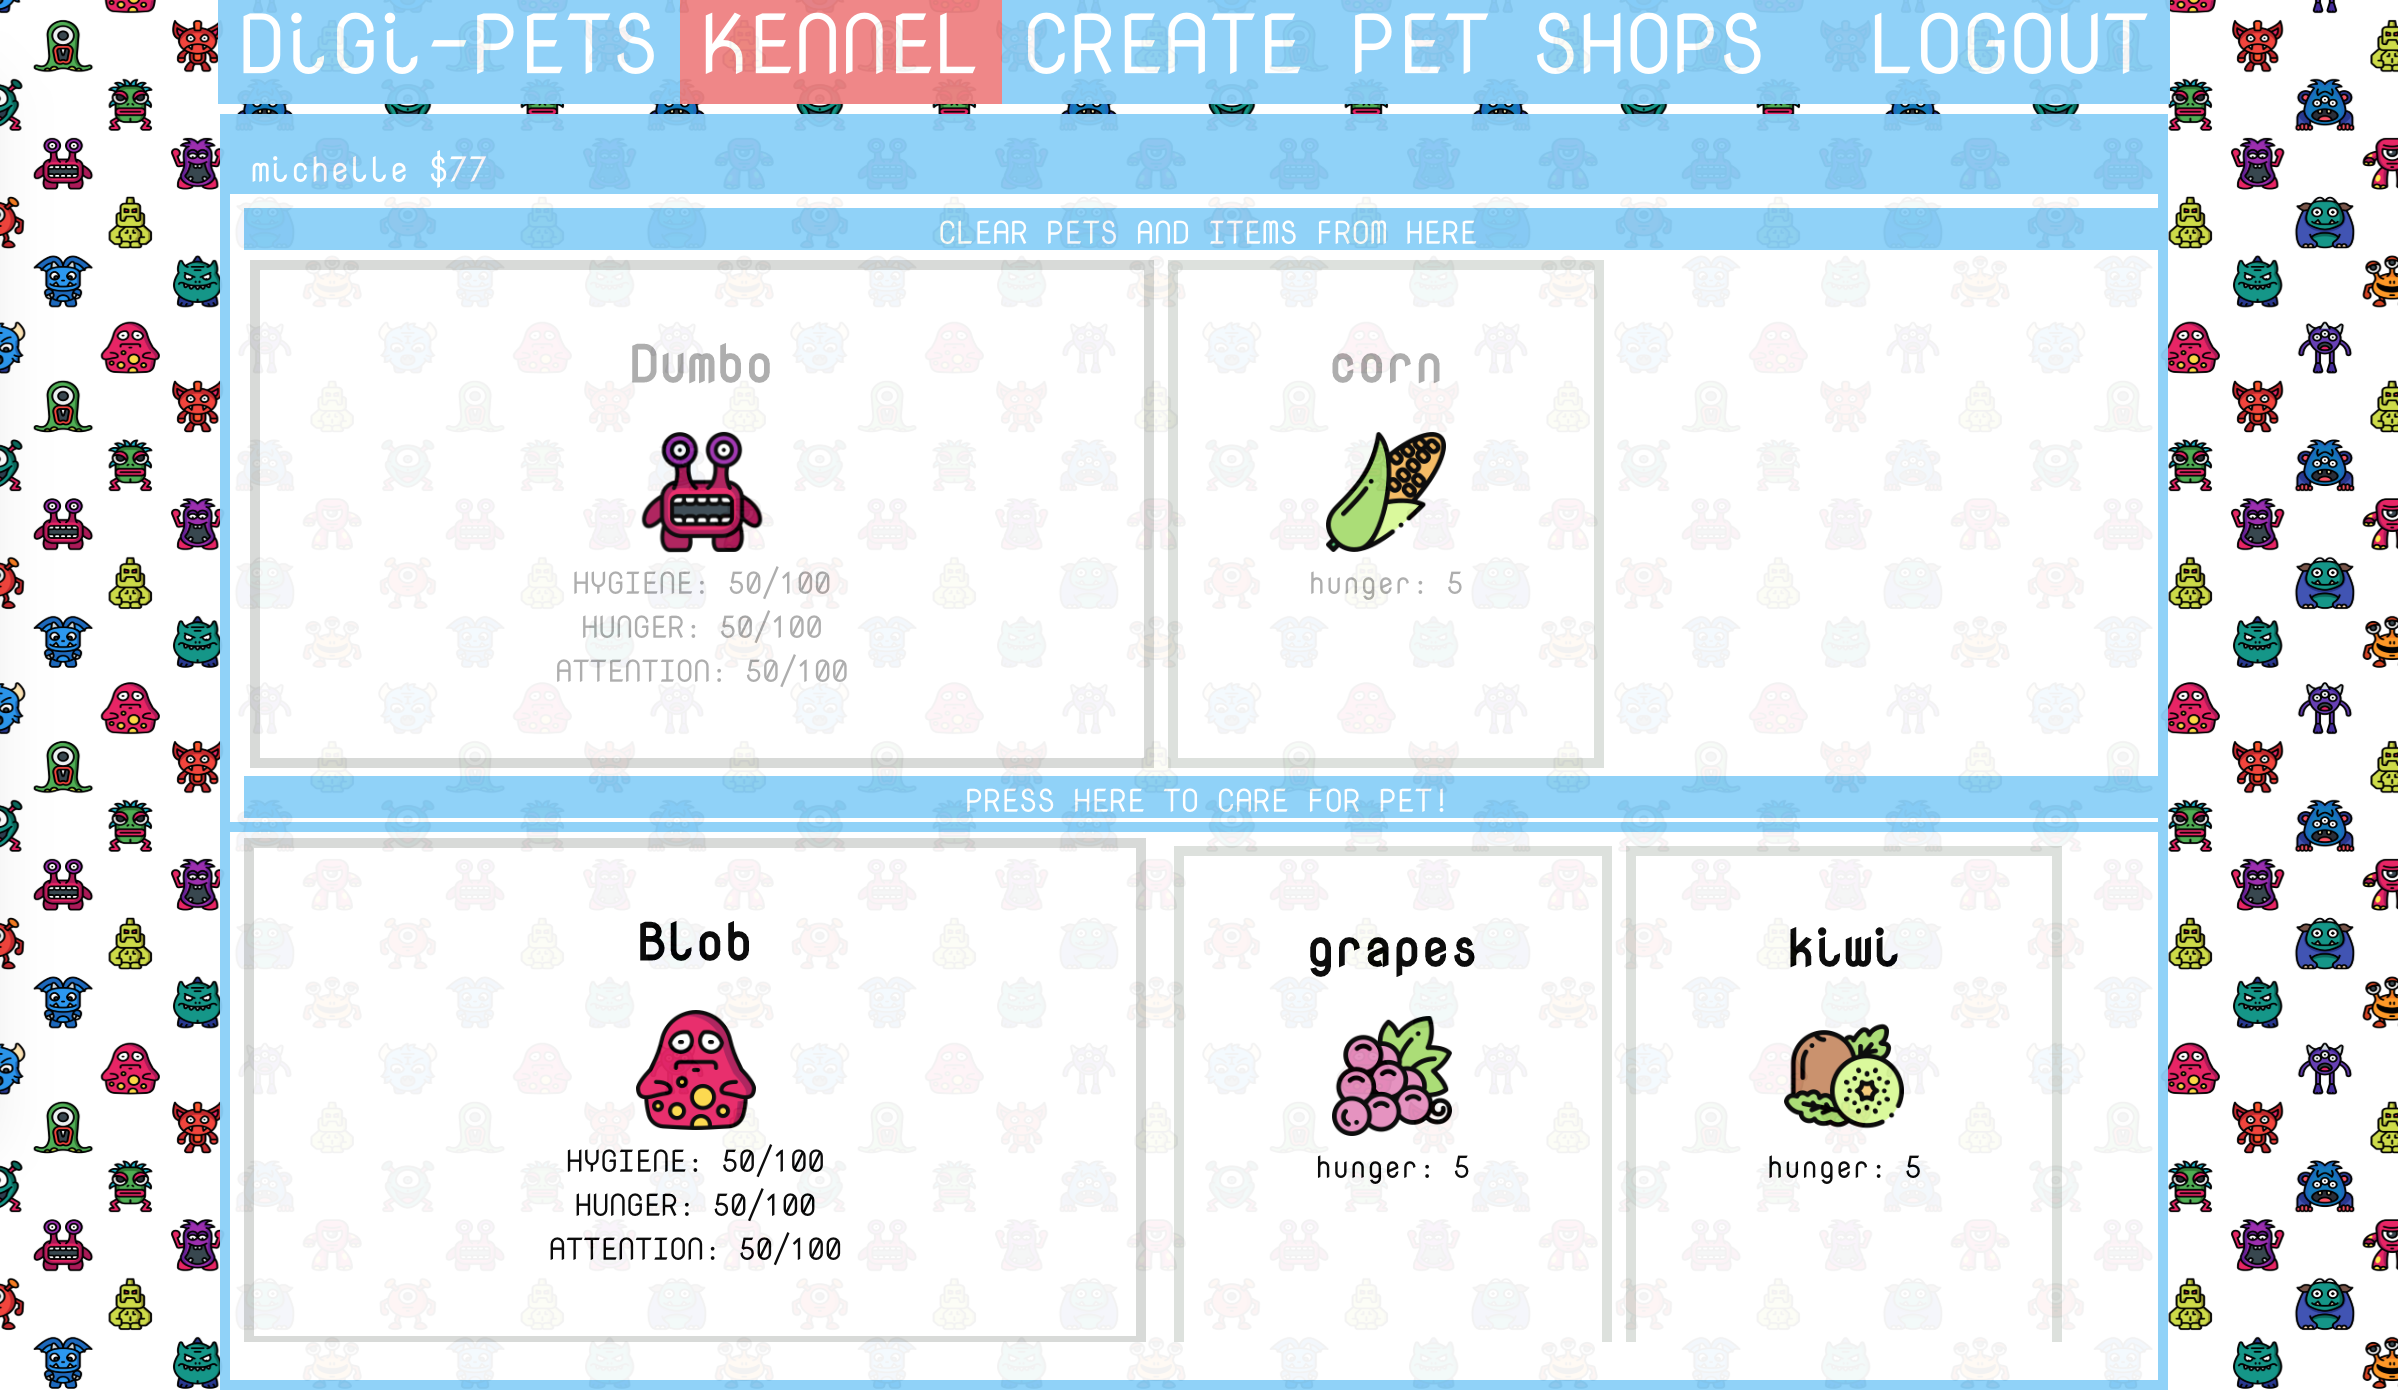 DiGi-PETS KENNEL CREATE PET SHOPS LOGOUT
michelle $77
CLEAR PETS AND ITEMS FROM HERE
Dumbo
HYGIENE: 50/100
HUNGER: 50/100
ATTENTION: 50/100
corn
hunger: 5
PRESS HERE TO CARE FOR PET!
Blob
HYGIENE: 50/100
HUNGER: 50/100
ATTENTION: 50/100
grapes
hunger: 5
kiwi
hunger: 5